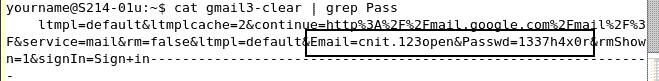 yourname@S214-01u:~$ cat gmail3-clear | grep Pass
ltmpl=default&ltmplcache=2&continue=http%3A%2F%2Fmail.google.com%2Fmail%2F%3
F&service=mail&rm=false&ltmpl=default&Email=cnit.123open&Passwd=1337h4x0r&rmShow
n=1&signIn=Sign+in--------------------------------------------------------------
-